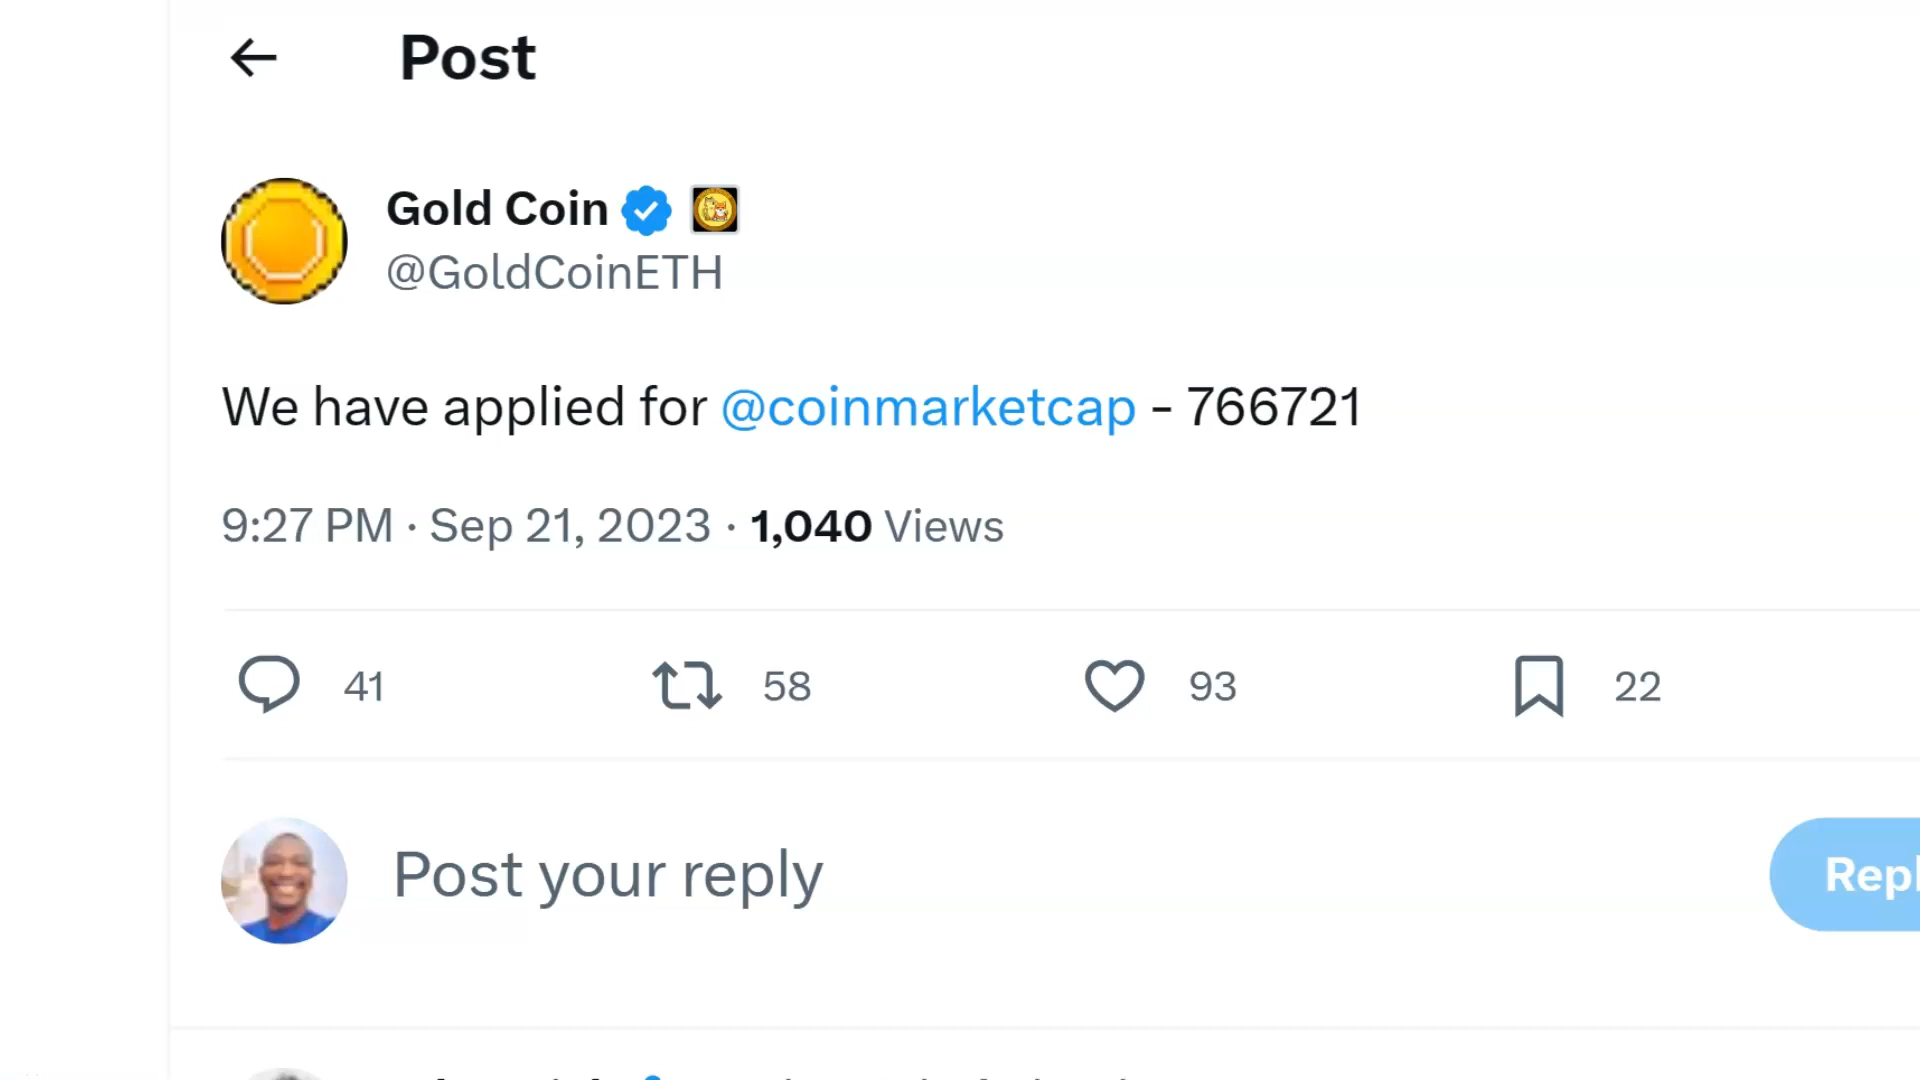 Post
Gold Coin
@GoldCoinETH
We have applied for @coinmarketcap - 766721
9:27 PM · Sep 21, 2023 · 1,040 Views
41 58 93 22
Post your reply
Repl